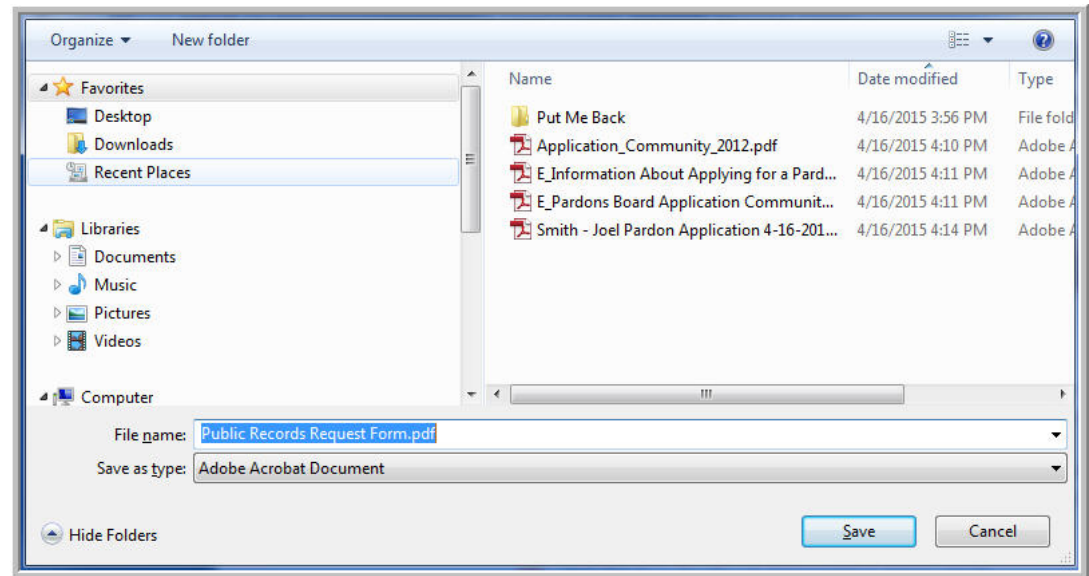 Organize New folder
Favorites
Desktop
Downloads
Recent Places
Libraries
Documents
Music
Pictures
Videos
Computer
Name Date modified Type
Put Me Back 4/16/2015 3:56 PM File fold
Application_Community_2012.pdf 4/16/2015 4:10 PM Adobe A
E_Information About Applying for a Pard... 4/16/2015 4:11 PM Adobe A
E_Pardons Board Application Communit... 4/16/2015 4:11 PM Adobe A
Smith - Joel Pardon Application 4-16-201... 4/16/2015 4:14 PM Adobe A
File name: Public Records Request Form.pdf
Save as type: Adobe Acrobat Document
Hide Folders Save Cancel